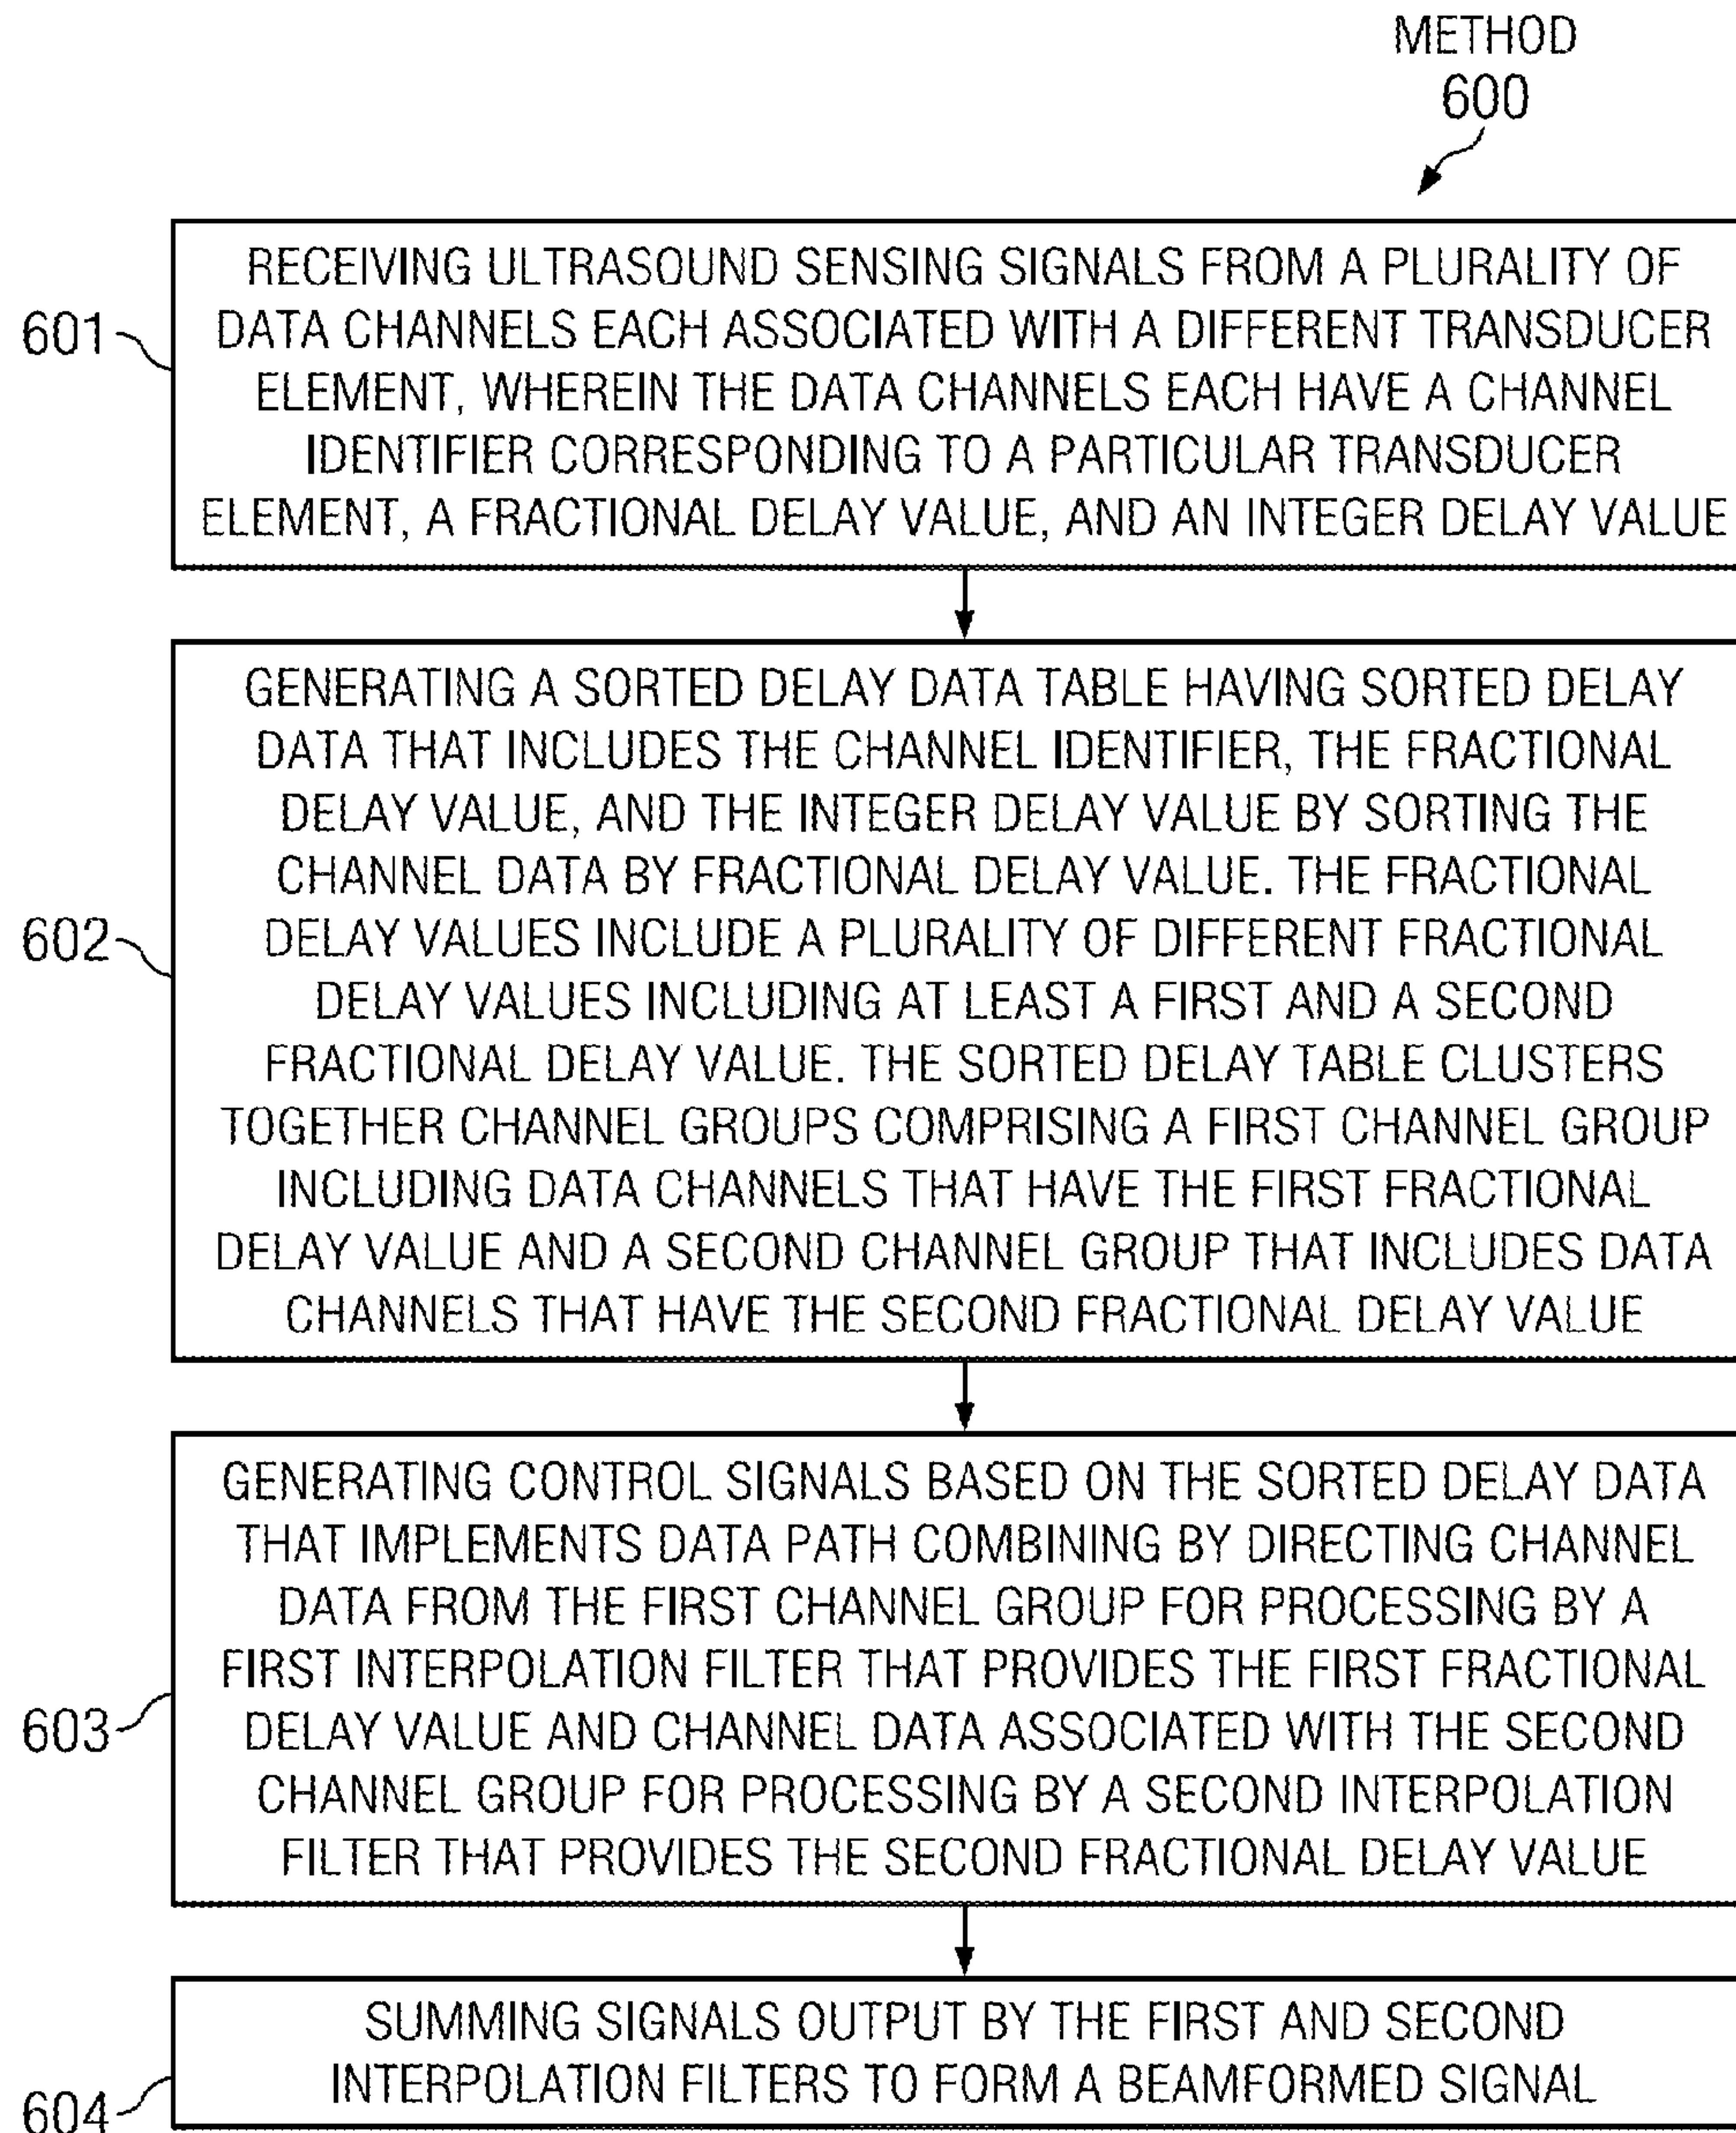 METHOD
600
601
RECEIVING ULTRASOUND SENSING SIGNALS FROM A PLURALITY OF
DATA CHANNELS EACH ASSOCIATED WITH A DIFFERENT TRANSDUCER
ELEMENT, WHEREIN THE DATA CHANNELS EACH HAVE A CHANNEL
IDENTIFIER CORRESPONDING TO A PARTICULAR TRANSDUCER
ELEMENT, A FRACTIONAL DELAY VALUE, AND AN INTEGER DELAY VALUE
602
GENERATING A SORTED DELAY DATA TABLE HAVING SORTED DELAY
DATA THAT INCLUDES THE CHANNEL IDENTIFIER, THE FRACTIONAL
DELAY VALUE, AND THE INTEGER DELAY VALUE BY SORTING THE
CHANNEL DATA BY FRACTIONAL DELAY VALUE. THE FRACTIONAL
DELAY VALUES INCLUDE A PLURALITY OF DIFFERENT FRACTIONAL
DELAY VALUES INCLUDING AT LEAST A FIRST AND A SECOND
FRACTIONAL DELAY VALUE. THE SORTED DELAY TABLE CLUSTERS
TOGETHER CHANNEL GROUPS COMPRISING A FIRST CHANNEL GROUP
INCLUDING DATA CHANNELS THAT HAVE THE FIRST FRACTIONAL
DELAY VALUE AND A SECOND CHANNEL GROUP THAT INCLUDES DATA
CHANNELS THAT HAVE THE SECOND FRACTIONAL DELAY VALUE
603
GENERATING CONTROL SIGNALS BASED ON THE SORTED DELAY DATA
THAT IMPLEMENTS DATA PATH COMBINING BY DIRECTING CHANNEL
DATA FROM THE FIRST CHANNEL GROUP FOR PROCESSING BY A
FIRST INTERPOLATION FILTER THAT PROVIDES THE FIRST FRACTIONAL
DELAY VALUE AND CHANNEL DATA ASSOCIATED WITH THE SECOND
CHANNEL GROUP FOR PROCESSING BY A SECOND INTERPOLATION
FILTER THAT PROVIDES THE SECOND FRACTIONAL DELAY VALUE
604
SUMMING SIGNALS OUTPUT BY THE FIRST AND SECOND
INTERPOLATION FILTERS TO FORM A BEAMFORMED SIGNAL